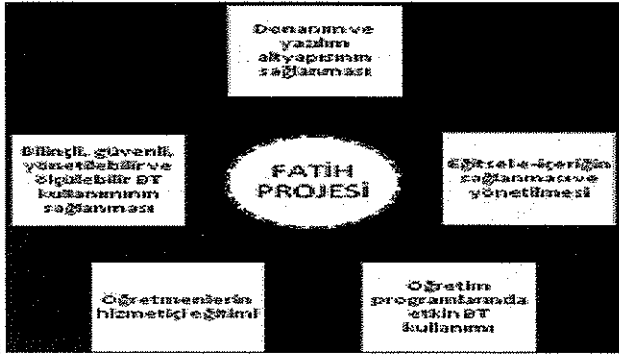 Donanım ve
yazılım
altyapısının
sağlanması
Bilinçli, güvenli,
yönetilebilir ve
ölçülebilir BT
kullanımının
sağlanması
FATİH
PROJESİ
Eğitsel e-içeriğin
sağlanması ve
yönetilmesi
Öğretmenlerin
hizmetiçi eğitimi
Öğretim
programlarında
etkin BT
kullanımı